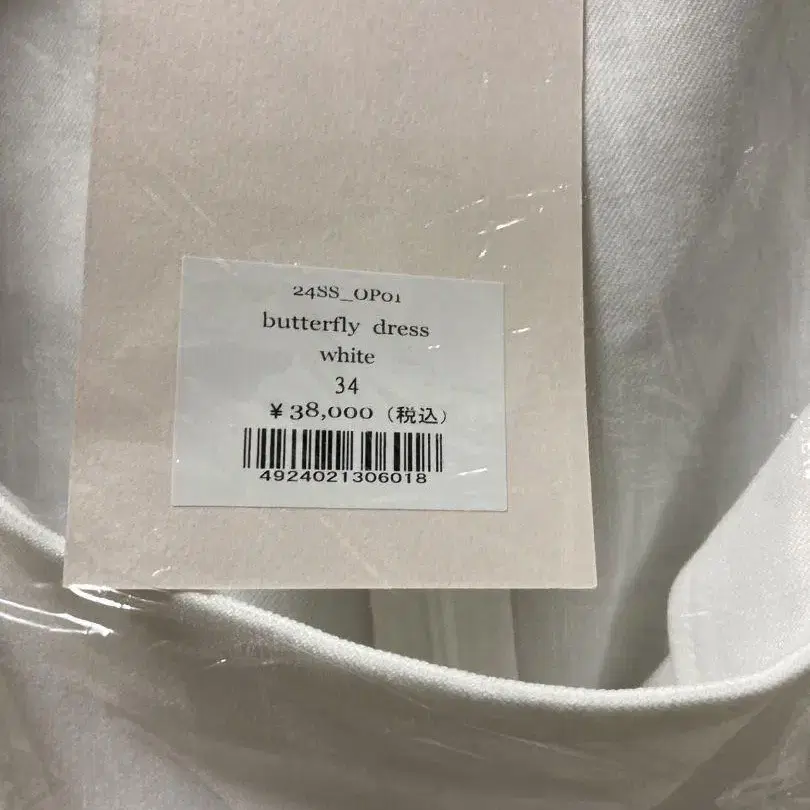 24SS_OP01
butterfly dress
white
34
¥38,000（税込）
4924021306018